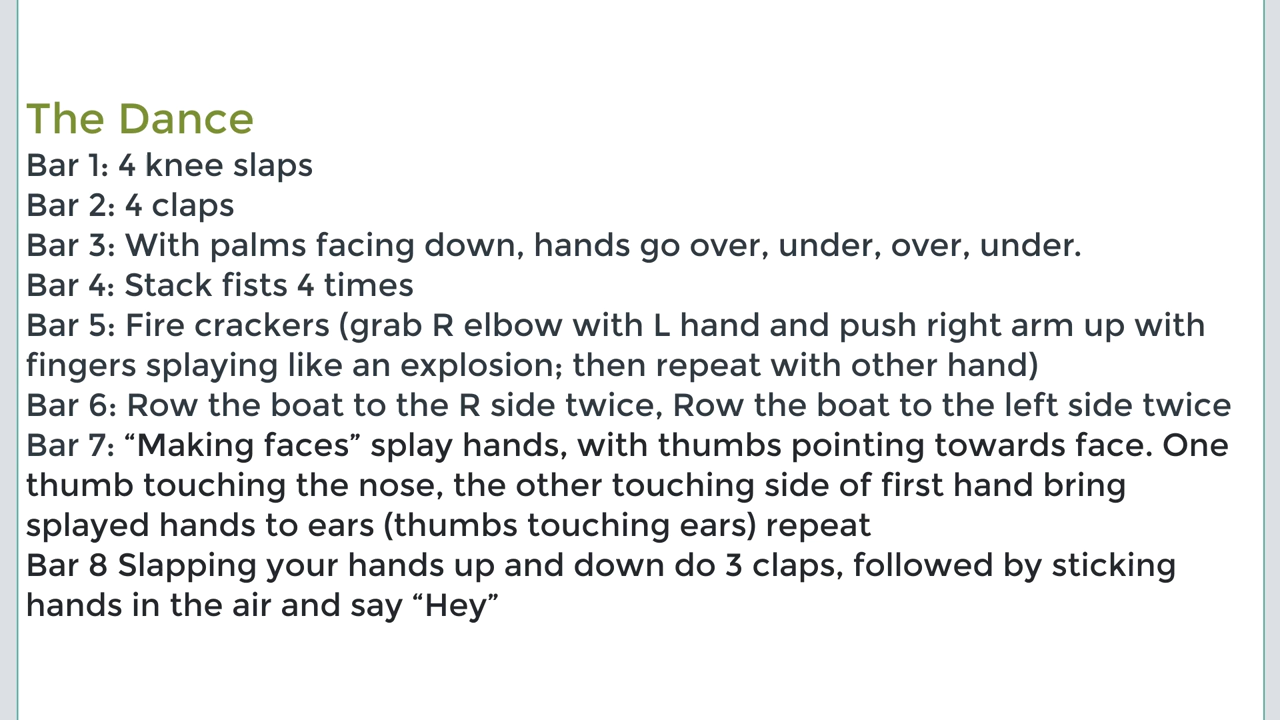 The Dance
Bar 1: 4 knee slaps
Bar 2: 4 claps
Bar 3: With palms facing down, hands go over, under, over, under.
Bar 4: Stack fists 4 times
Bar 5: Fire crackers (grab R elbow with L hand and push right arm up with
fingers splaying like an explosion; then repeat with other hand)
Bar 6: Row the boat to the R side twice, Row the boat to the left side twice
Bar 7: “Making faces” splay hands, with thumbs pointing towards face. One
thumb touching the nose, the other touching side of first hand bring
splayed hands to ears (thumbs touching ears) repeat
Bar 8 Slapping your hands up and down do 3 claps, followed by sticking
hands in the air and say “Hey”